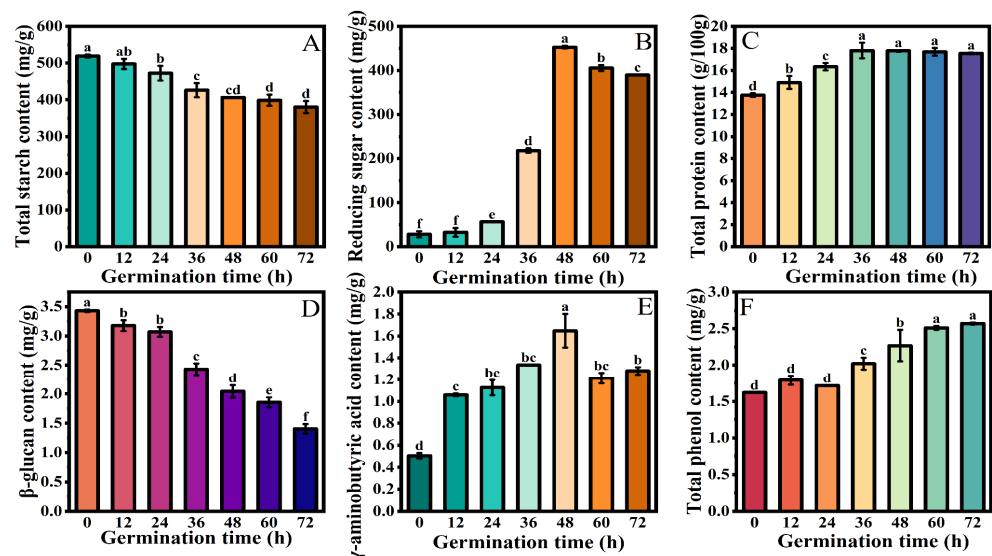 A
Total starch content (mg/g)
600
500
400
300
200
100
0
a
ab
b
c
cd
d
d
0 12 24 36 48 60 72
Germination time (h)
B
Reducing sugar content (mg/g)
500
400
300
200
100
0
f
f
e
d
a
b
c
0 12 24 36 48 60 72
Germination time (h)
C
Total protein content (g/100g)
20
18
16
14
12
10
8
6
4
2
0
d
b
c
a
a
a
a
0 12 24 36 48 60 72
Germination time (h)
D
β-glucan content (mg/g)
3.5
3.0
2.5
2.0
1.5
1.0
0.5
0.0
a
b
b
c
d
e
f
0 12 24 36 48 60 72
Germination time (h)
E
γ-aminobutyric acid content (mg/g)
2.0
1.8
1.6
1.4
1.2
1.0
0.8
0.6
0.4
0.2
0.0
d
c
bc
bc
a
bc
b
0 12 24 36 48 60 72
Germination time (h)
F
Total phenol content (mg/g)
3.0
2.5
2.0
1.5
1.0
0.5
0.0
d
d
d
c
b
a
a
0 12 24 36 48 60 72
Germination time (h)